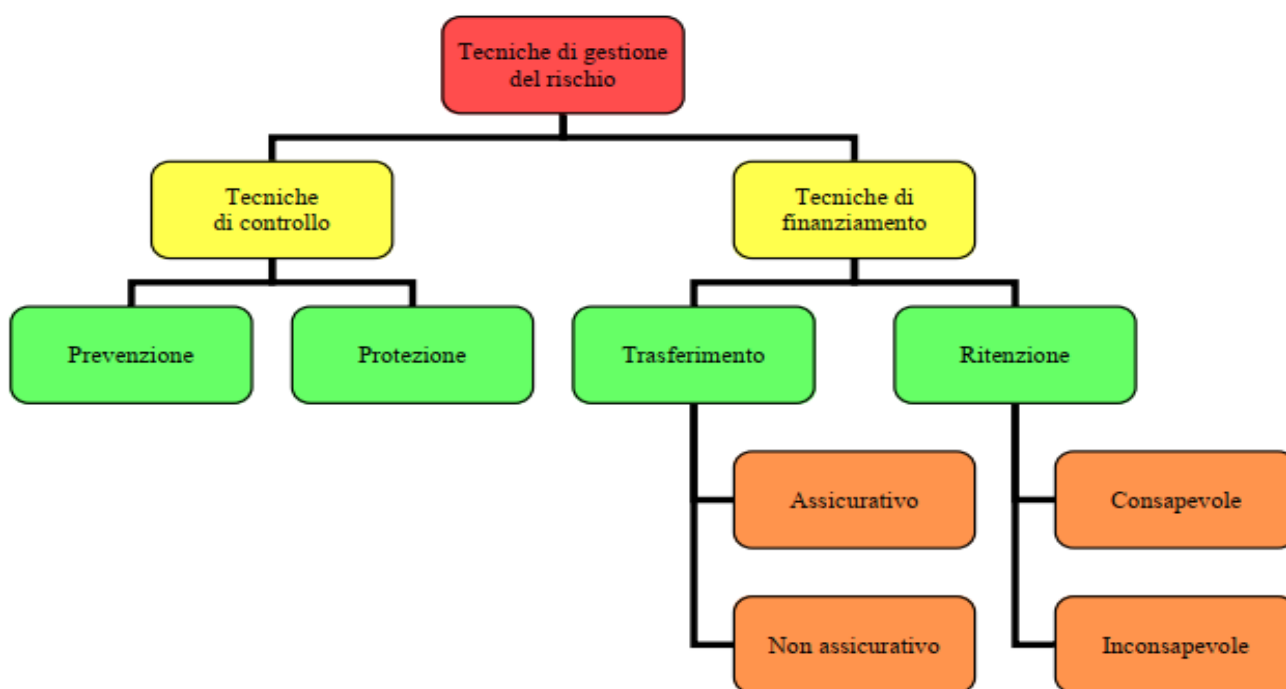 Tecniche di gestione
del rischio
Tecniche
di controllo
Tecniche di
finanziamento
Prevenzione
Protezione
Trasferimento
Ritenzione
Assicurativo
Consapevole
Non assicurativo
Inconsapevole